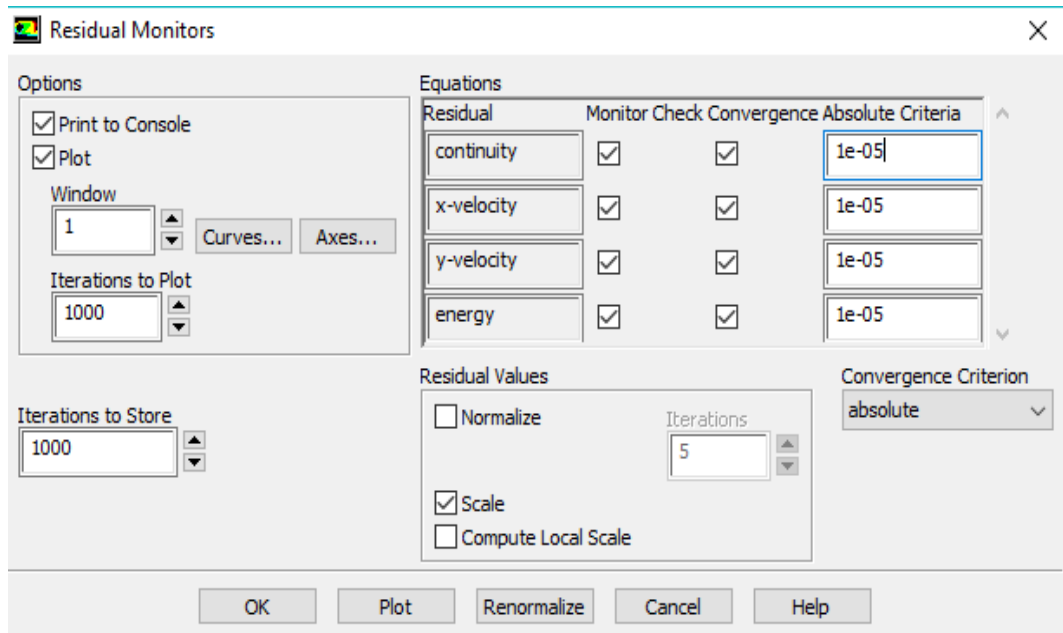 Residual Monitors
Options
Print to Console
Plot
Window
1
Curves...
Axes...
Iterations to Plot
1000
Iterations to Store
1000
Equations
Residual Monitor Check Convergence Absolute Criteria
continuity 1e-05
x-velocity 1e-05
y-velocity 1e-05
energy 1e-05
Residual Values
Normalize
Iterations
5
Scale
Compute Local Scale
Convergence Criterion
absolute
OK Plot Renormalize Cancel Help